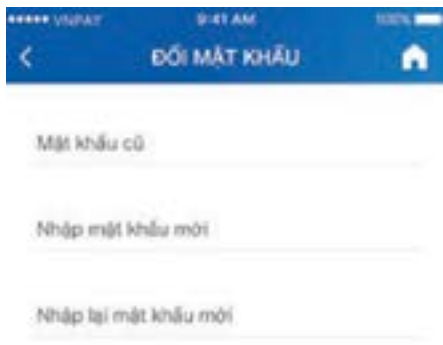 VNPAY 9:41 AM 100%
ĐỔI MẬT KHẨU
Mật khẩu cũ
Nhập mật khẩu mới
Nhập lại mật khẩu mới